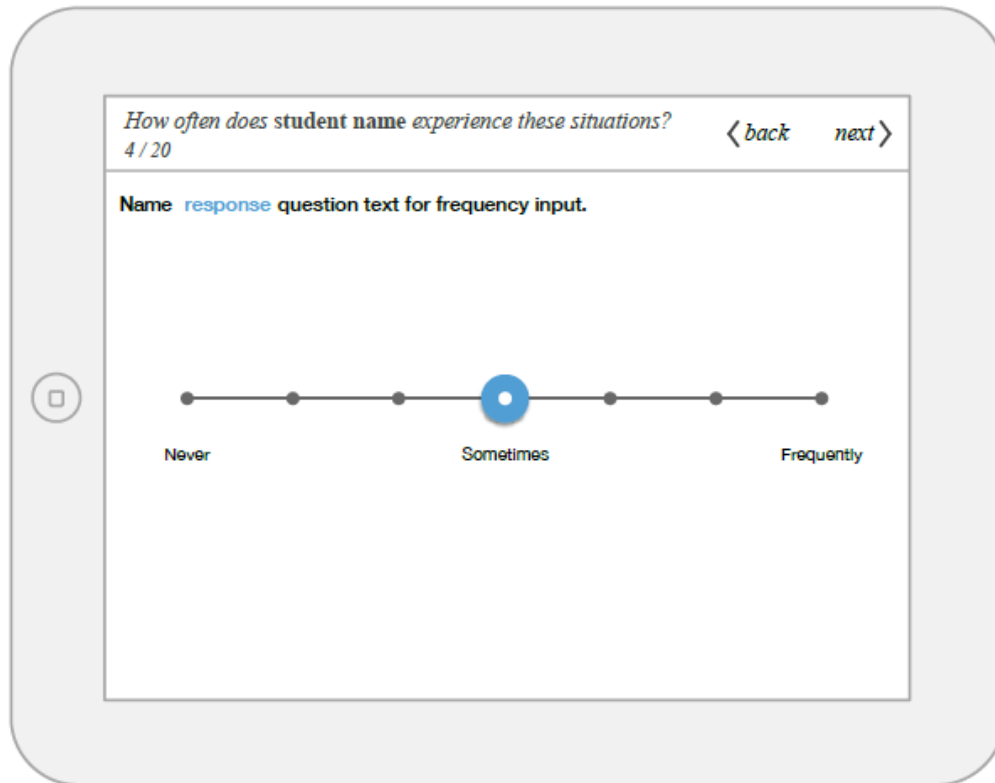 How often does student name experience these situations?
4 / 20
back next
Name response question text for frequency input.
Never Sometimes Frequently